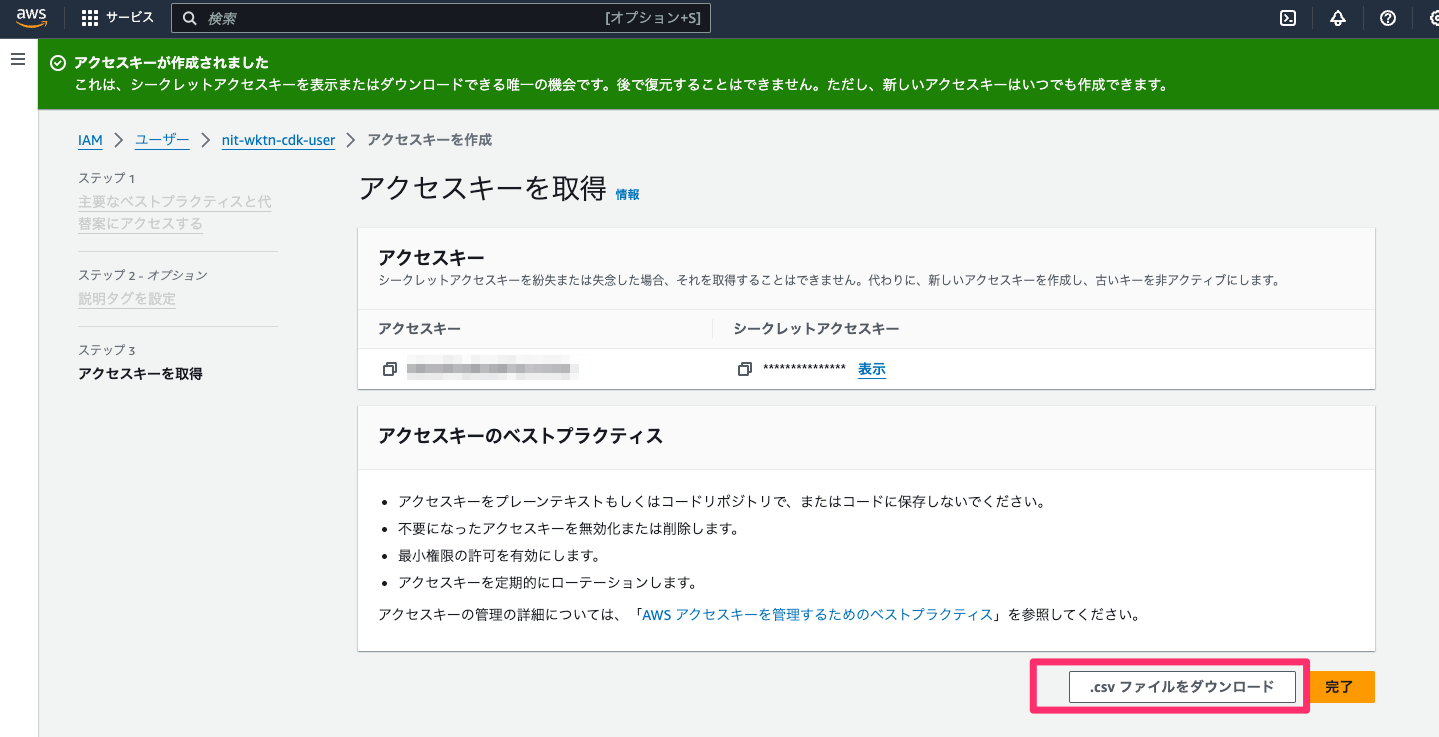 aws サービス 検索 [オプション+S]
アクセスキーが作成されました
これは、シークレットアクセスキーを表示またはダウンロードできる唯一の機会です。後で復元することはできません。ただし、新しいアクセスキーはいつでも作成できます。
IAM ユーザー nit-wktn-cdk-user アクセスキーを作成
ステップ 1
主要なベストプラクティスと代
替案にアクセスする
ステップ 2 - オプション
説明タグを設定
ステップ 3
アクセスキーを取得
アクセスキーを取得 情報
アクセスキー
シークレットアクセスキーを紛失または失念した場合、それを取得することはできません。代わりに、新しいアクセスキーを作成し、古いキーを非アクティブにします。
アクセスキー シークレットアクセスキー
*************** 表示
アクセスキーのベストプラクティス
• アクセスキーをプレーンテキストもしくはコードリポジトリで、またはコードに保存しないでください。
• 不要になったアクセスキーを無効化または削除します。
• 最小権限の許可を有効にします。
• アクセスキーを定期的にローテーションします。
アクセスキーの管理の詳細については、「AWS アクセスキーを管理するためのベストプラクティス」を参照してください。
.csv ファイルをダウンロード 完了